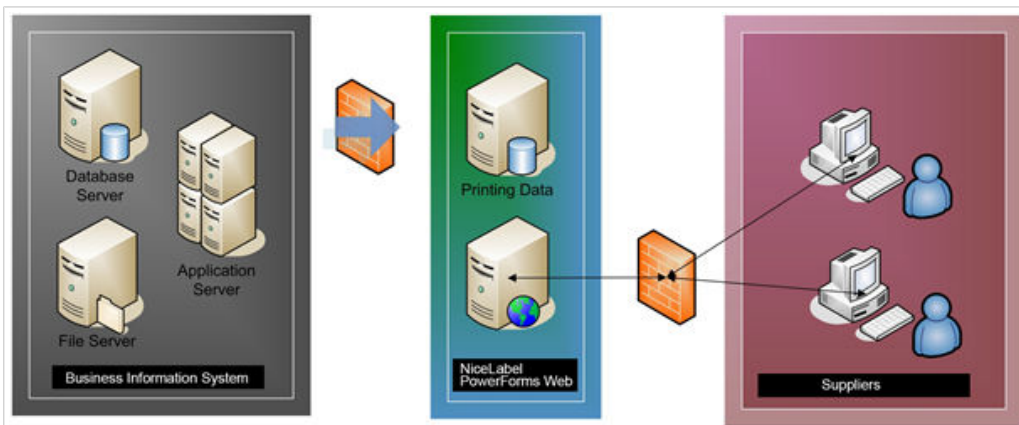 Database
Server
Application
Server
File Server
Business Information System
Printing Data
NiceLabel
PowerForms Web
Suppliers